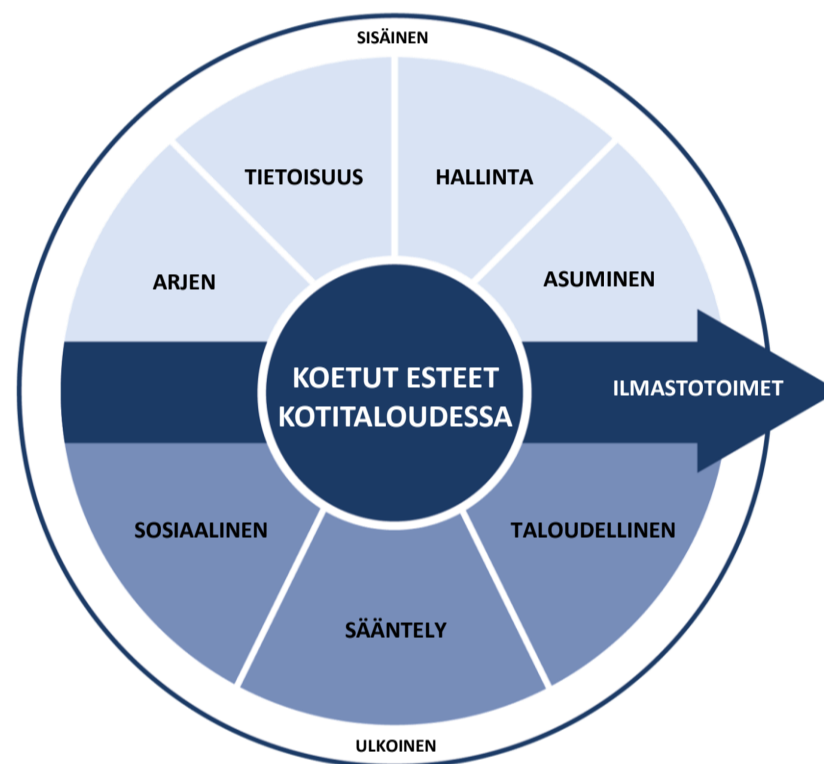 SISÄINEN
TIETOISUUS
HALLINTA
ARJEN
ASUMINEN
KOETUT ESTEET
KOTITALOUDESSA
ILMASTOTOIMET
SOSIAALINEN
TALOUDELLINEN
SÄÄNTELY
ULKOINEN